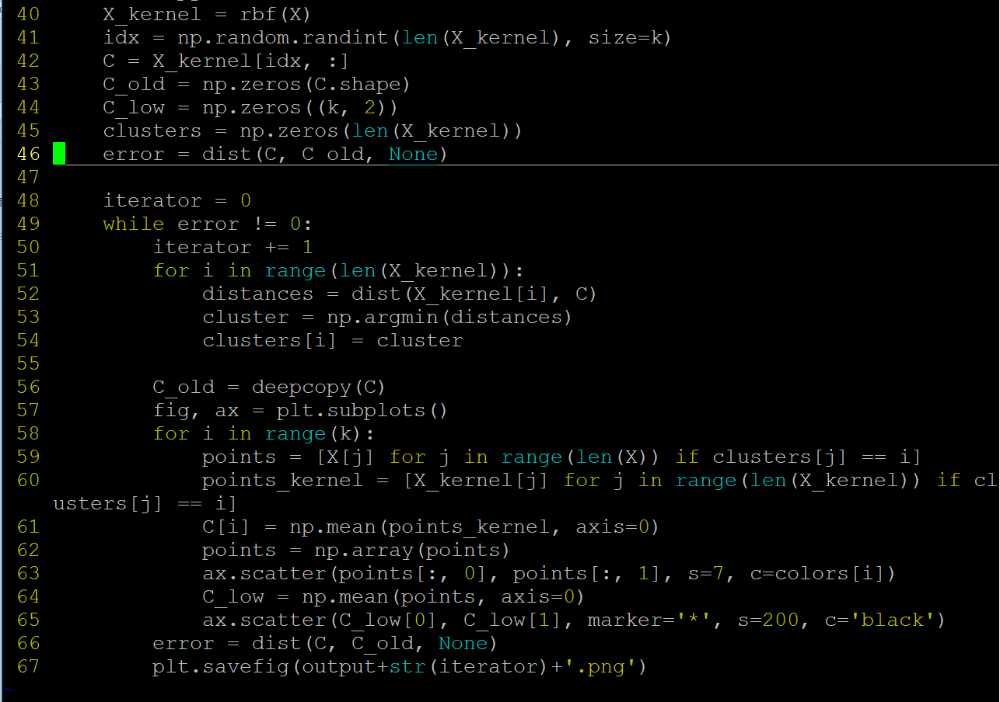 40     X_kernel = rbf(X)
41     idx = np.random.randint(len(X_kernel), size=k)
42     C = X_kernel[idx, :]
43     C_old = np.zeros(C.shape)
44     C_low = np.zeros((k, 2))
45     clusters = np.zeros(len(X_kernel))
46     error = dist(C, C_old, None)
47
48     iterator = 0
49     while error != 0:
50         iterator += 1
51         for i in range(len(X_kernel)):
52             distances = dist(X_kernel[i], C)
53             cluster = np.argmin(distances)
54             clusters[i] = cluster
55
56         C_old = deepcopy(C)
57         fig, ax = plt.subplots()
58         for i in range(k):
59             points = [X[j] for j in range(len(X)) if clusters[j] == i]
60             points_kernel = [X_kernel[j] for j in range(len(X_kernel)) if cl
usters[j] == i]
61             C[i] = np.mean(points_kernel, axis=0)
62             points = np.array(points)
63             ax.scatter(points[:, 0], points[:, 1], s=7, c=colors[i])
64             C_low = np.mean(points, axis=0)
65             ax.scatter(C_low[0], C_low[1], marker='*', s=200, c='black')
66         error = dist(C, C_old, None)
67         plt.savefig(output+str(iterator)+'.png')
~